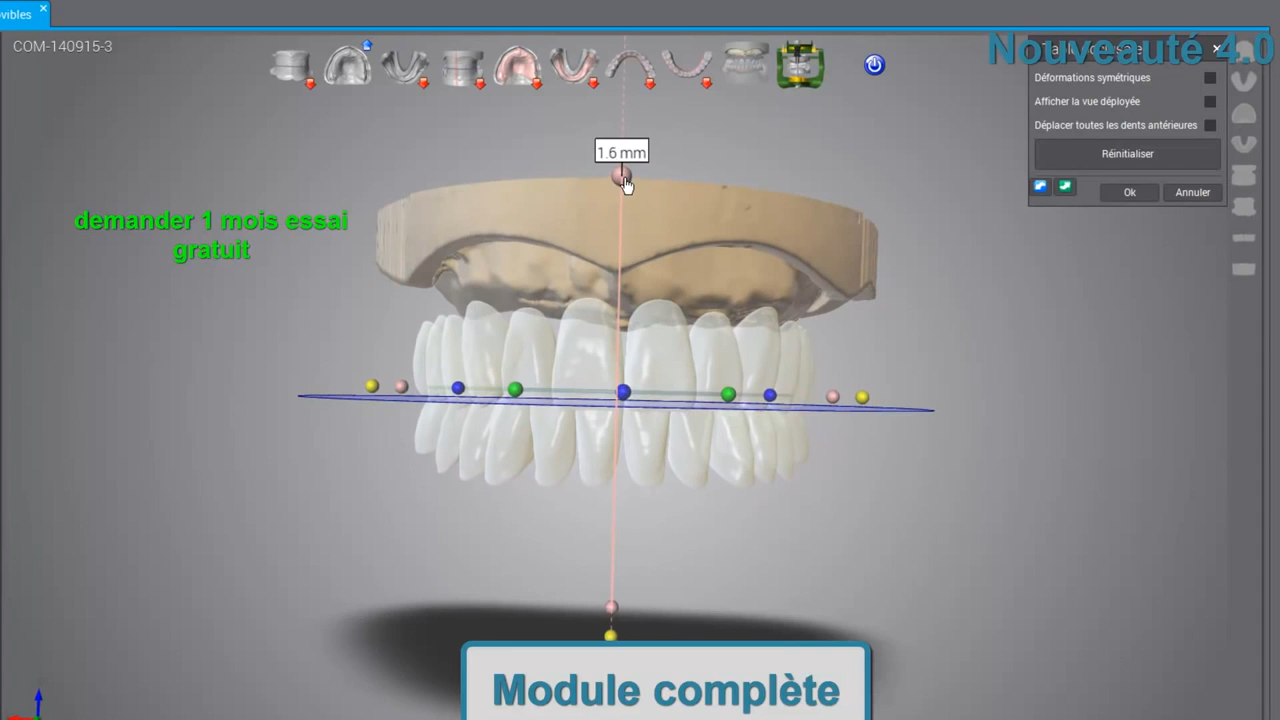 ovibles
COM-140915-3
Nouveauté 4.0
Déformations symétriques
Afficher la vue déployée
Déplacer toutes les dents antérieures
Réinitialiser
Ok
Annuler
1.6 mm
demander 1 mois essai
gratuit
Module complète